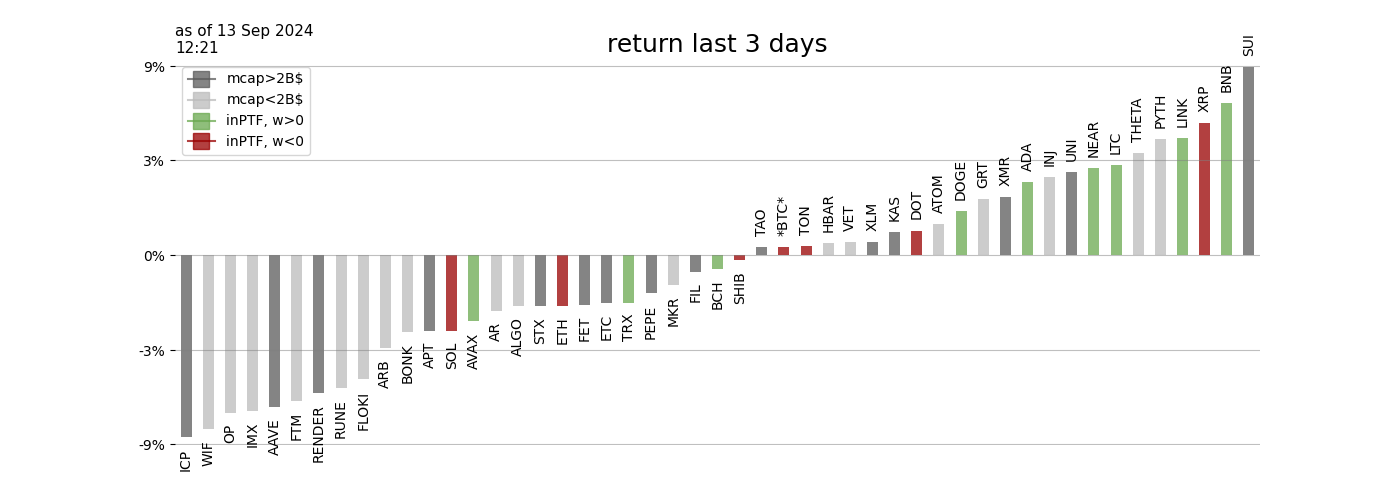 as of 13 Sep 2024
12:21
return last 3 days
9%
3%
0%
-3%
-9%
mcap>2B$
mcap<2B$
inPTF, w>0
inPTF, w<0
ICP
WIF
OP
IMX
AAVE
FTM
RENDER
RUNE
FLOKI
ARB
BONK
APT
SOL
AVAX
AR
ALGO
STX
ETH
FET
ETC
TRX
PEPE
MKR
FIL
BCH
SHIB
TAO
*BTC*
TON
HBAR
VET
XLM
KAS
DOT
ATOM
DOGE
GRT
XMR
ADA
INJ
UNI
NEAR
LTC
THETA
PYTH
LINK
XRP
BNB
SUI